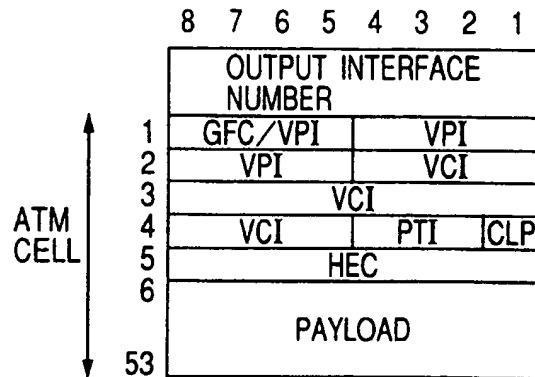 8 7 6 5 4 3 2 1
OUTPUT INTERFACE
NUMBER
1 GFC/VPI VPI
2 VPI VCI
3 VCI
ATM
CELL
4 VCI PTI CLP
5 HEC
6
PAYLOAD
53